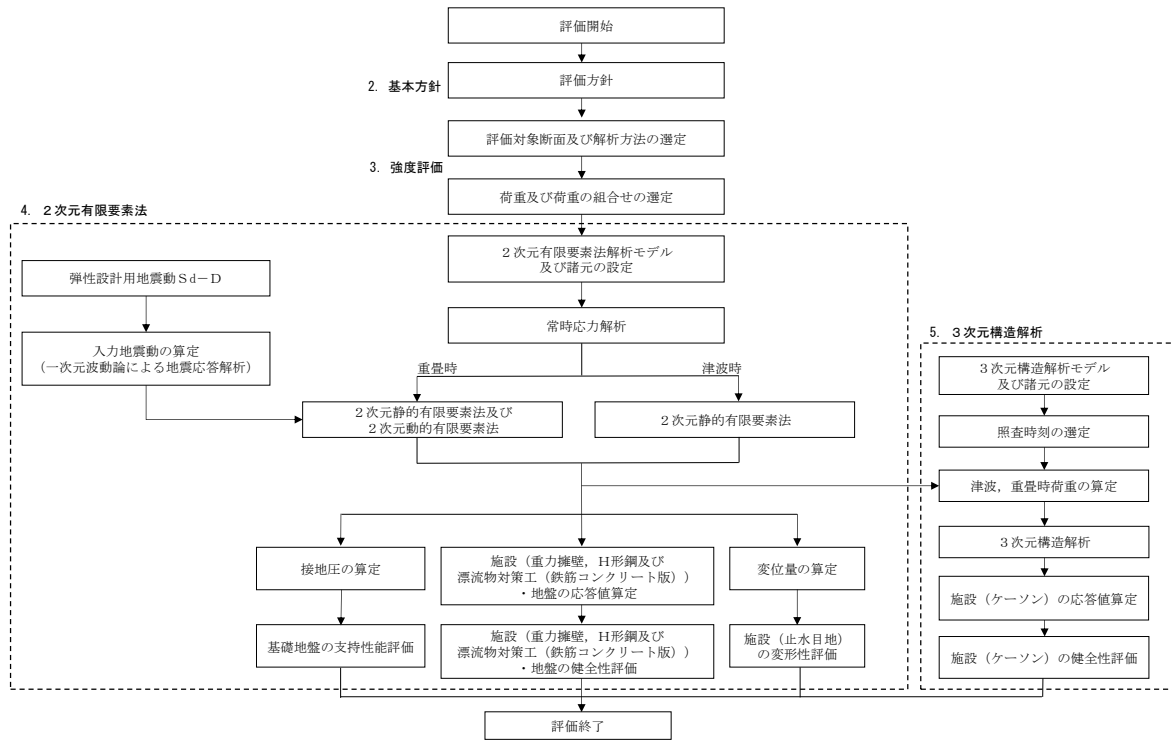 評価開始
2. 基本方針
評価方針
評価対象断面及び解析方法の選定
3. 強度評価
荷重及び荷重の組合せの選定
4. 2次元有限要素法
2次元有限要素法解析モデル
及び諸元の設定
弾性設計用地震動Sd-D
常時応力解析
入力地震動の算定
(一次元波動論による地震応答解析)
重畳時
津波時
2次元静的有限要素法及び
2次元動的有限要素法
2次元静的有限要素法
5. 3次元構造解析
3次元構造解析モデル
及び諸元の設定
照査時刻の選定
津波,重畳時荷重の算定
3次元構造解析
施設(ケーソン)の応答値算定
施設(ケーソン)の健全性評価
接地圧の算定
施設(重力擁壁,H形鋼及び
漂流物対策工(鉄筋コンクリート版))
・地盤の応答値算定
変位量の算定
基礎地盤の支持性能評価
施設(重力擁壁,H形鋼及び
漂流物対策工(鉄筋コンクリート版))
・地盤の健全性評価
施設(止水目地)
の変形性評価
評価終了